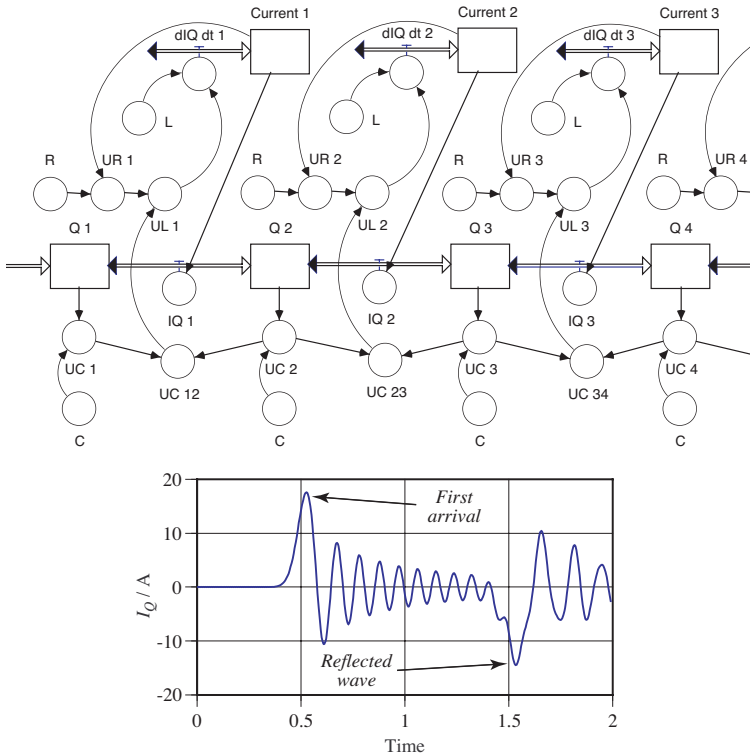 Current 1 Current 2 Current 3
dIQ dt 1 dIQ dt 2 dIQ dt 3
L L L
R UR 1 R UR 2 R UR 3 R UR 4
UL 1 UL 2 UL 3
Q 1 Q 2 Q 3 Q 4
IQ 1 IQ 2 IQ 3
UC 1 UC 12 UC 2 UC 23 UC 3 UC 34 UC 4
C C C C
20
10
0
-10
-20
I_Q / A
First
arrival
Reflected
wave
0 0.5 1 1.5 2
Time